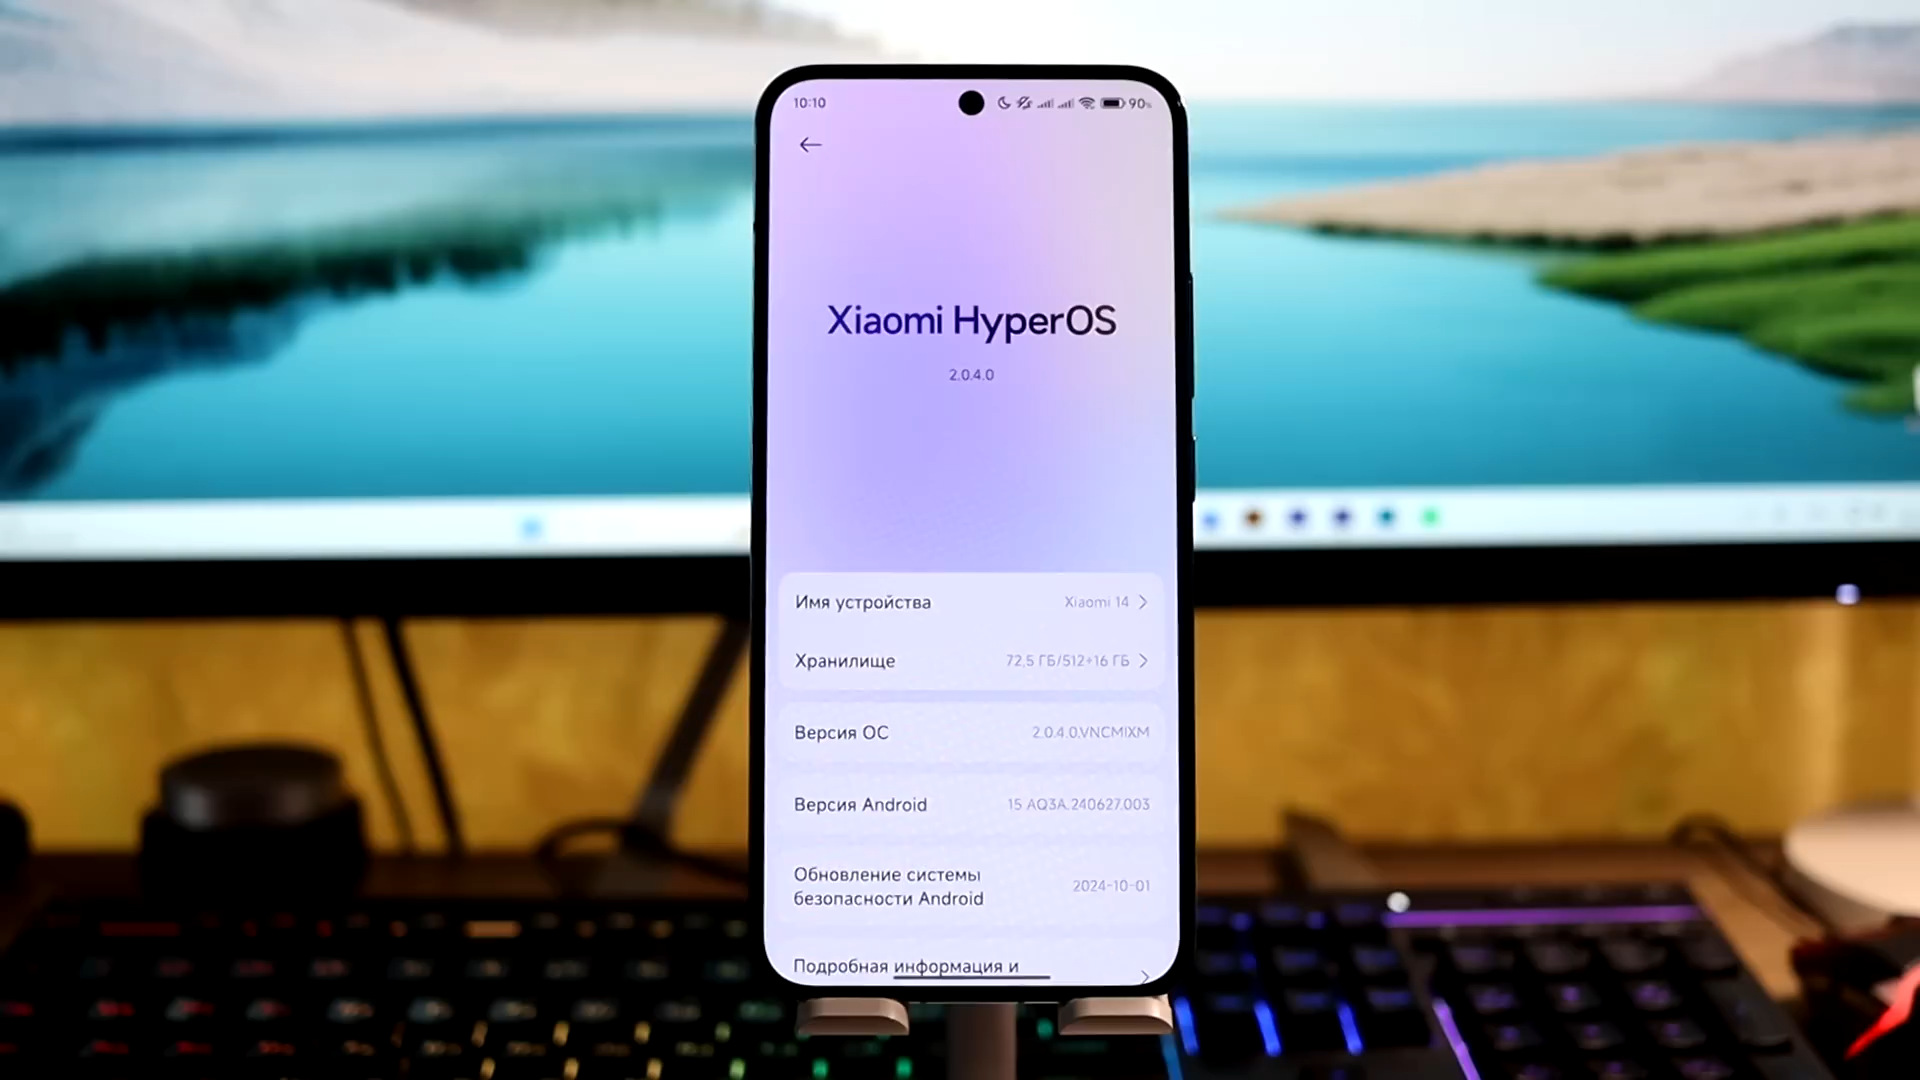 10:10
90%
Xiaomi HyperOS
2.0.4.0
Имя устройства
Xiaomi 14
Хранилище
72,5 ГБ/512+16 ГБ
Версия ОС
2.0.4.0.VNCMIXM
Версия Android
15 AQ3A.240627.003
Обновление системы
безопасности Android
2024-10-01
Подробная информация и